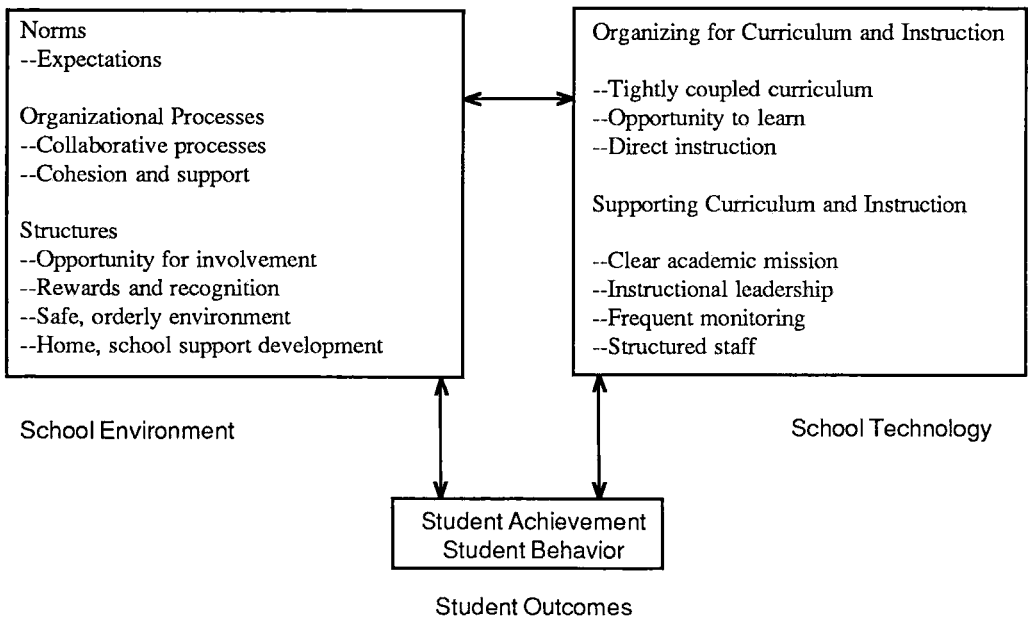 Norms
--Expectations
Organizational Processes
--Collaborative processes
--Cohesion and support
Structures
--Opportunity for involvement
--Rewards and recognition
--Safe, orderly environment
--Home, school support development
School Environment
Organizing for Curriculum and Instruction
--Tightly coupled curriculum
--Opportunity to learn
--Direct instruction
Supporting Curriculum and Instruction
--Clear academic mission
--Instructional leadership
--Frequent monitoring
--Structured staff
School Technology
Student Achievement
Student Behavior
Student Outcomes